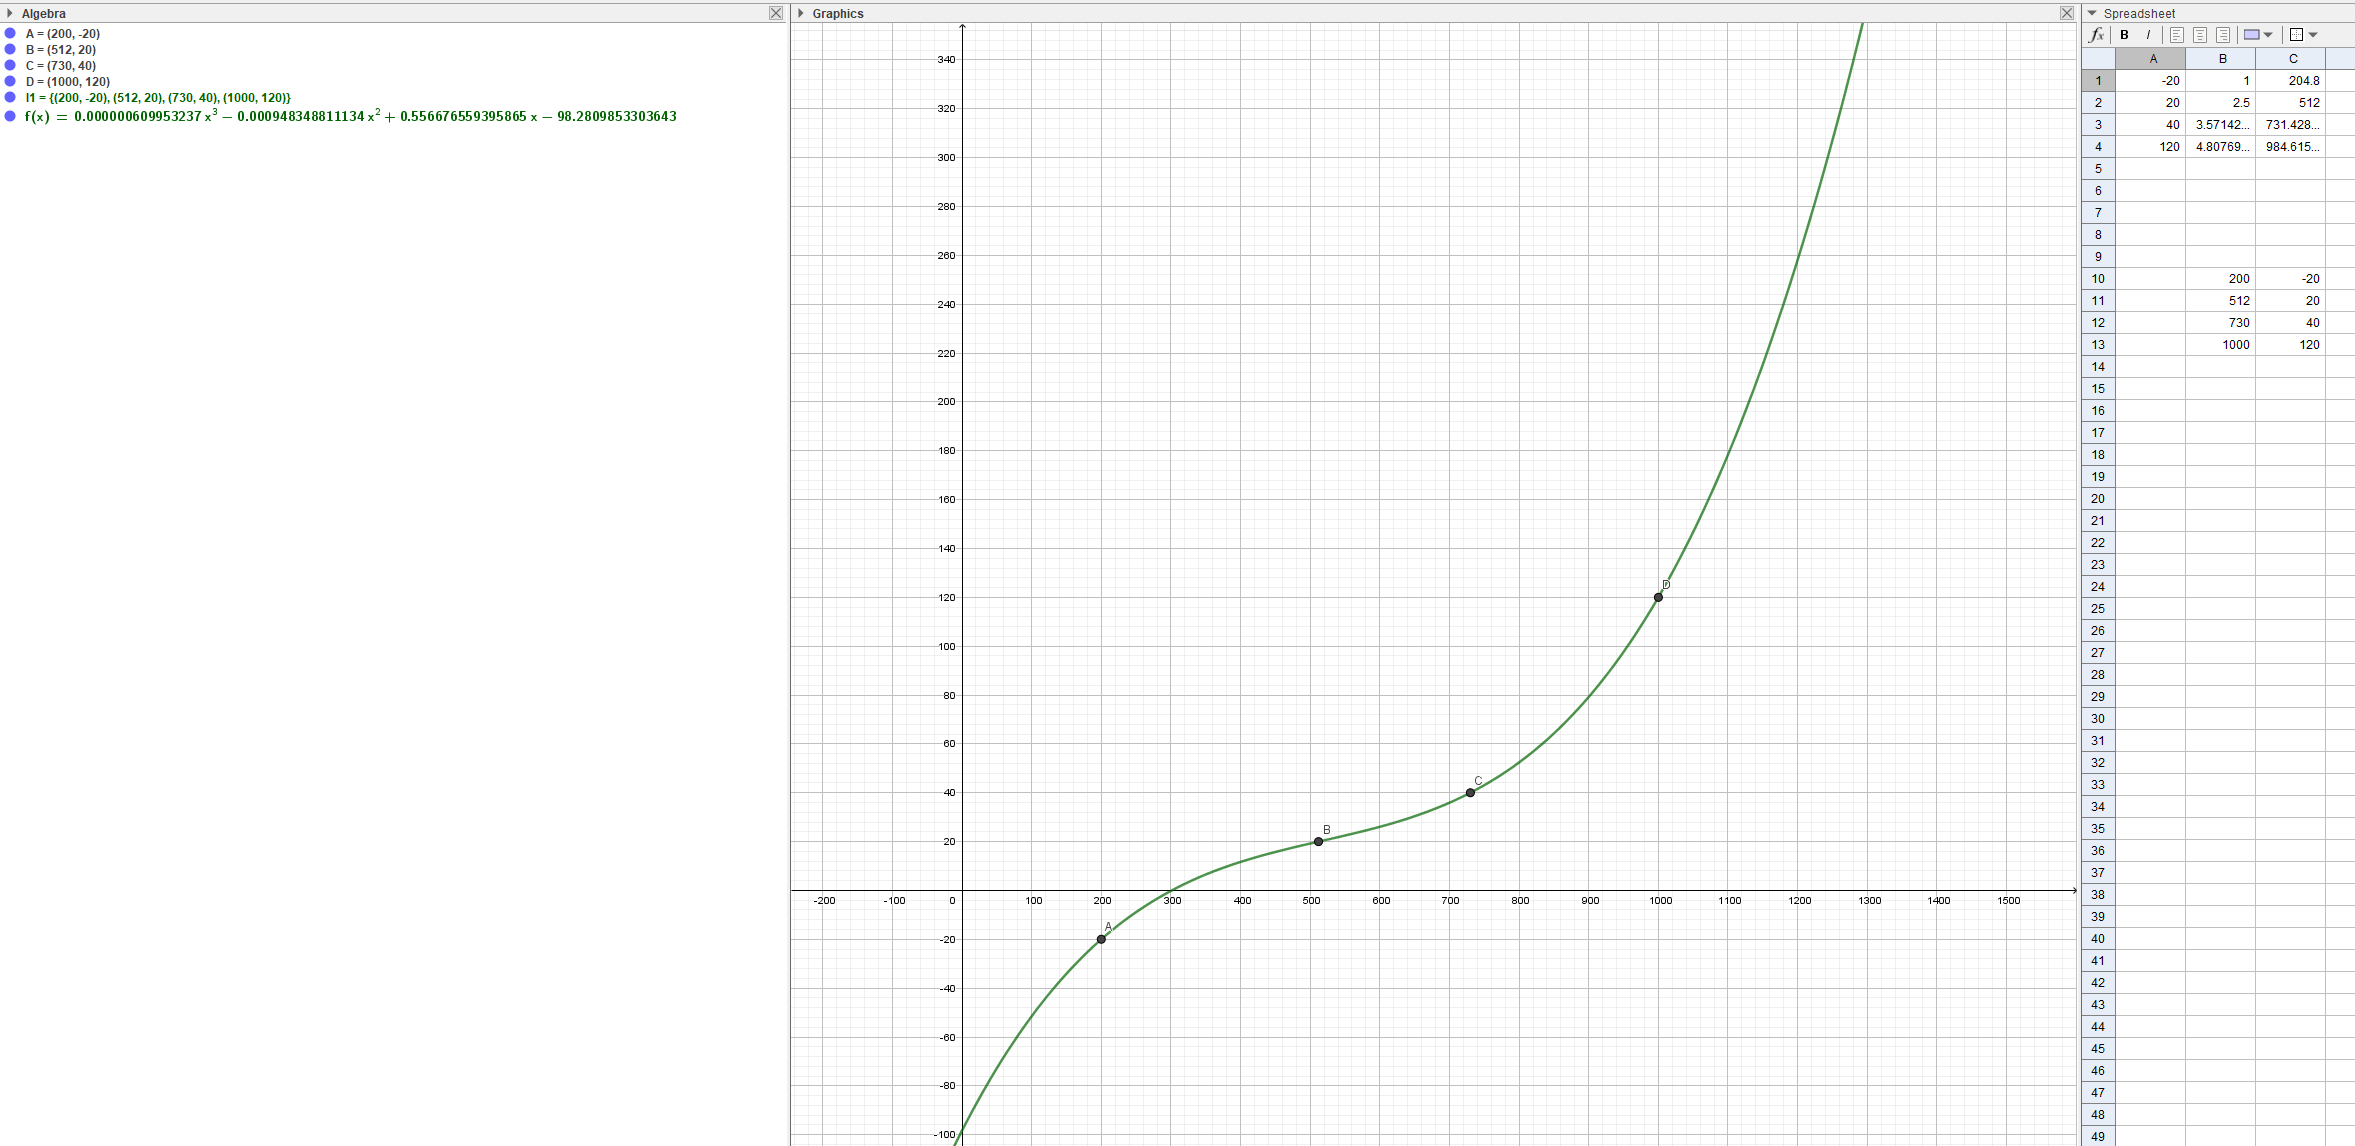 Algebra
A = (200, -20)
B = (512, 20)
C = (730, 40)
D = (1000, 120)
l1 = {(200, -20), (512, 20), (730, 40), (1000, 120)}
f(x) = 0.000000609953237 x³ − 0.000948348811134 x² + 0.556676559395865 x − 98.2809853303643
Graphics
340
320
300
280
260
240
220
200
180
160
140
120
100
80
60
40
20
-20
-40
-60
-80
-100
-200 -100 0 100 200 300 400 500 600 700 800 900 1000 1100 1200 1300 1400 1500
A
B
C
D
Spreadsheet
fx B I
A B C
1 -20 1 204.8
2 20 2.5 512
3 40 3.57142... 731.428...
4 120 4.80769... 984.615...
5
6
7
8
9
10 200 -20
11 512 20
12 730 40
13 1000 120
14
15
16
17
18
19
20
21
22
23
24
25
26
27
28
29
30
31
32
33
34
35
36
37
38
39
40
41
42
43
44
45
46
47
48
49